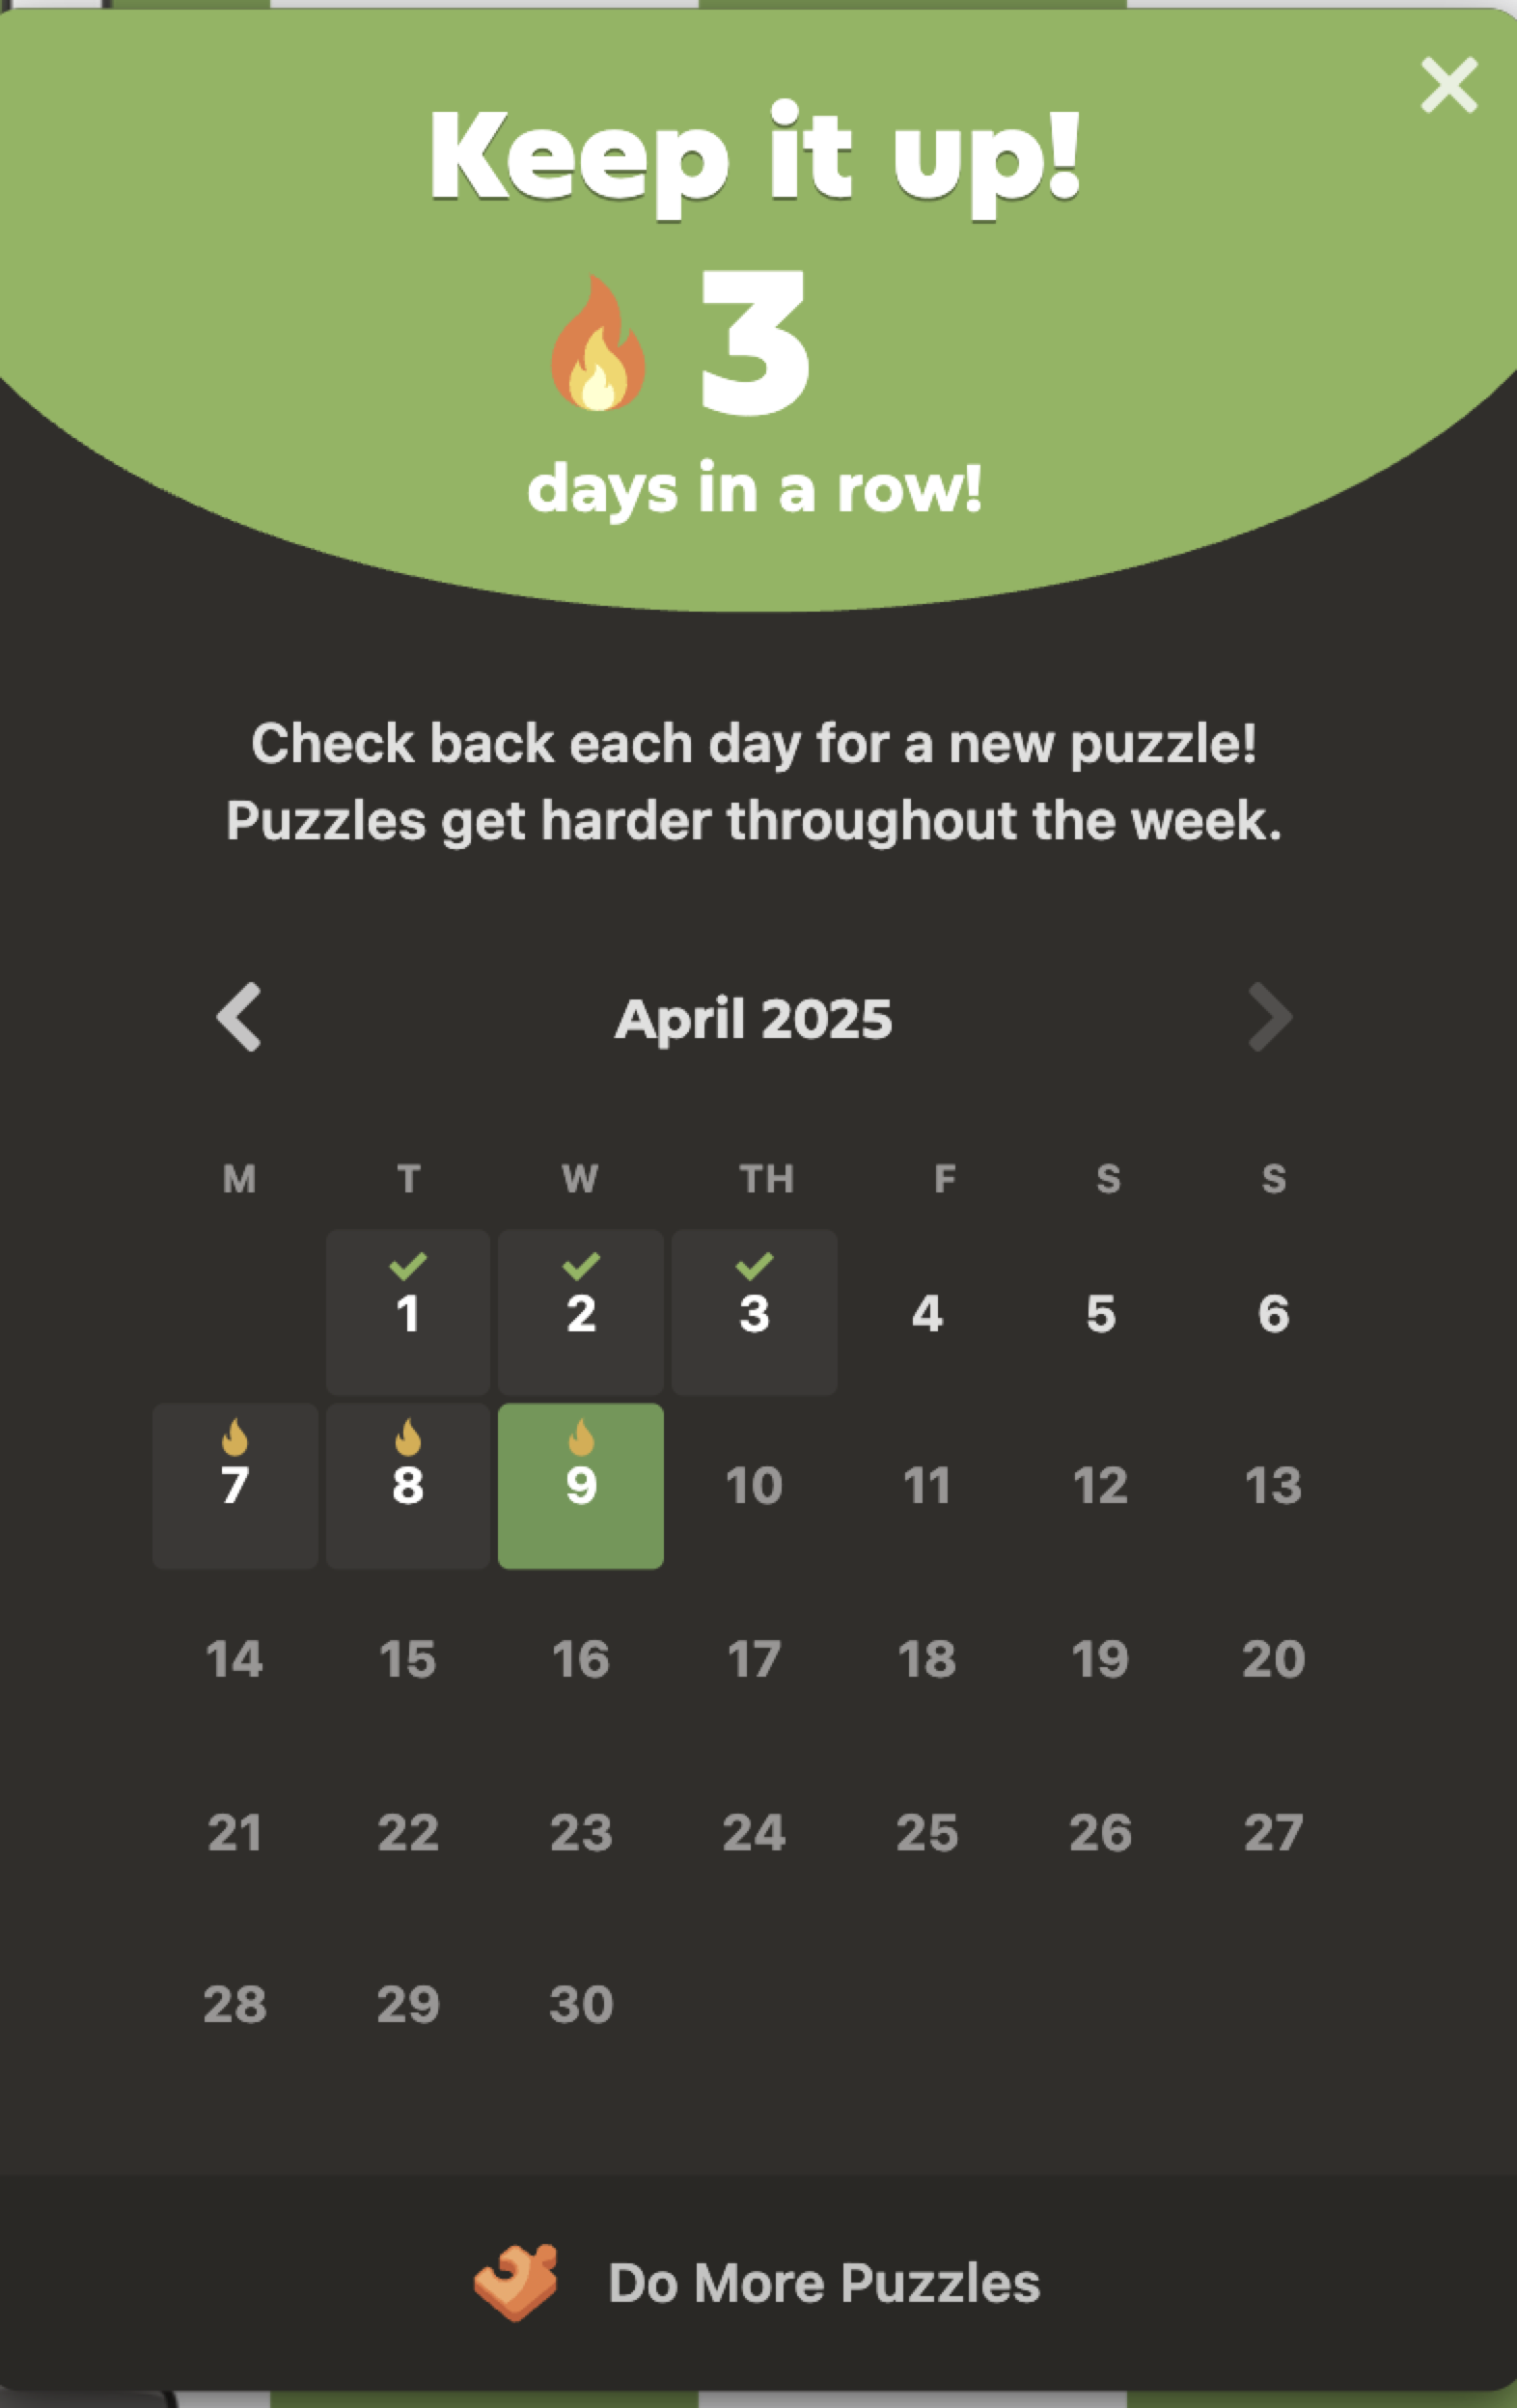 Keep it up!
3
days in a row!
Check back each day for a new puzzle!
Puzzles get harder throughout the week.
April 2025
M T W TH F S S
1 2 3 4 5 6
7 8 9 10 11 12 13
14 15 16 17 18 19 20
21 22 23 24 25 26 27
28 29 30
Do More Puzzles